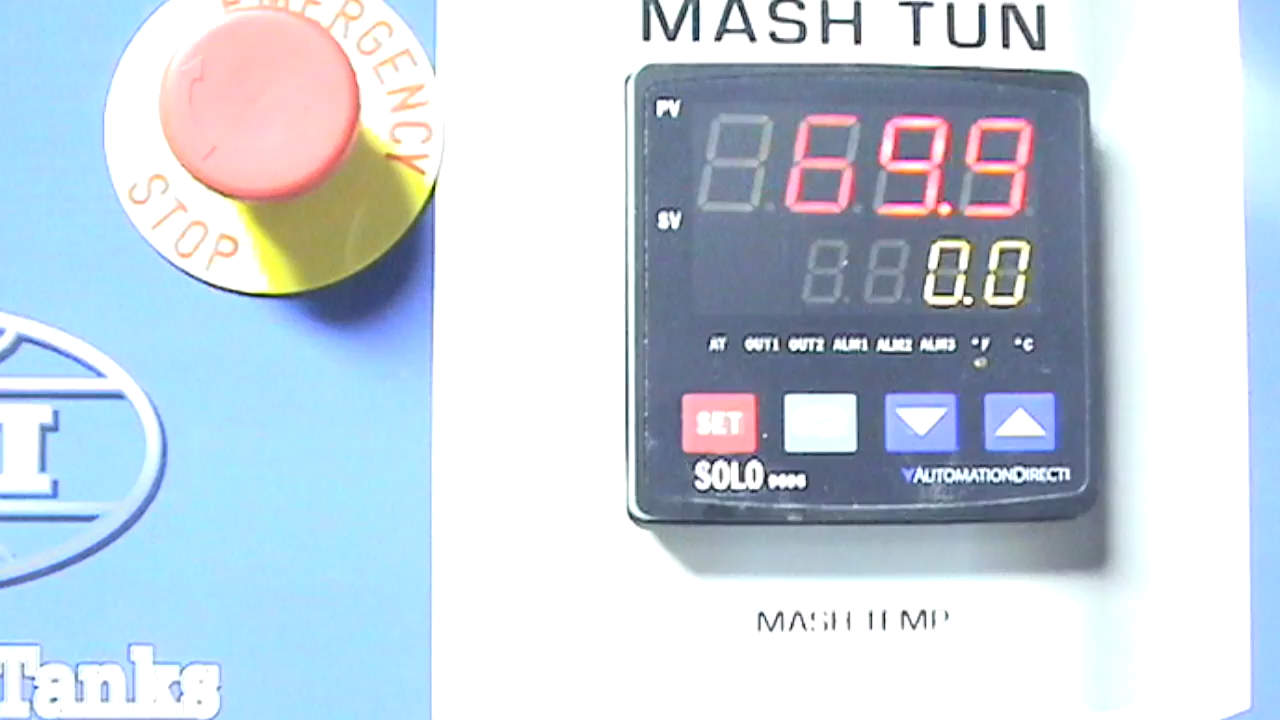 EMERGENCY
STOP
MASH TUN
PV
69.9
SV
0.0
AT OUT1 OUT2 ALM1 ALM2 ALM3 °F °C
SET
SOLO
AUTOMATIONDIRECT
MASH TEMP
Tanks